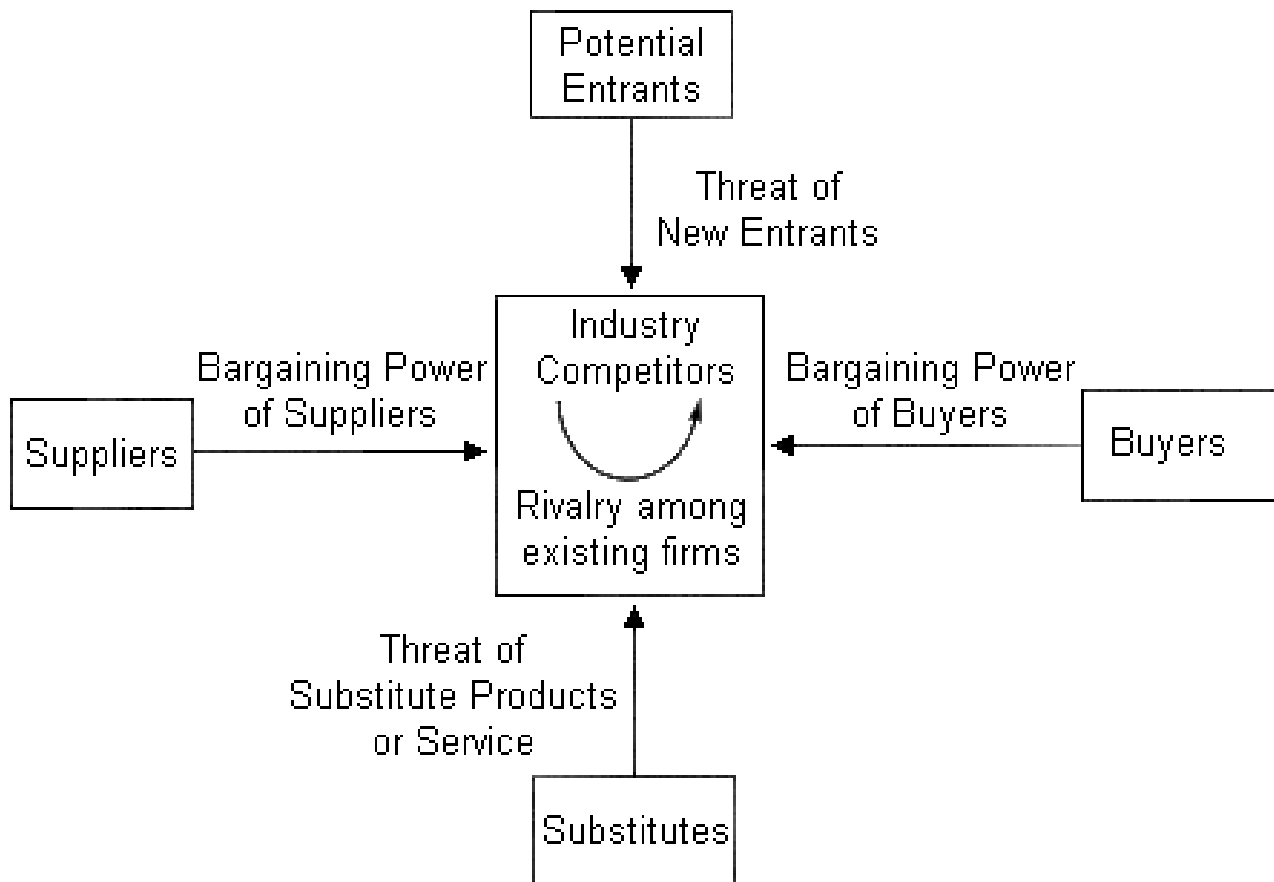 Potential
Entrants
Threat of
New Entrants
Industry
Competitors
Rivalry among
existing firms
Bargaining Power
of Suppliers
Suppliers
Bargaining Power
of Buyers
Buyers
Threat of
Substitute Products
or Service
Substitutes